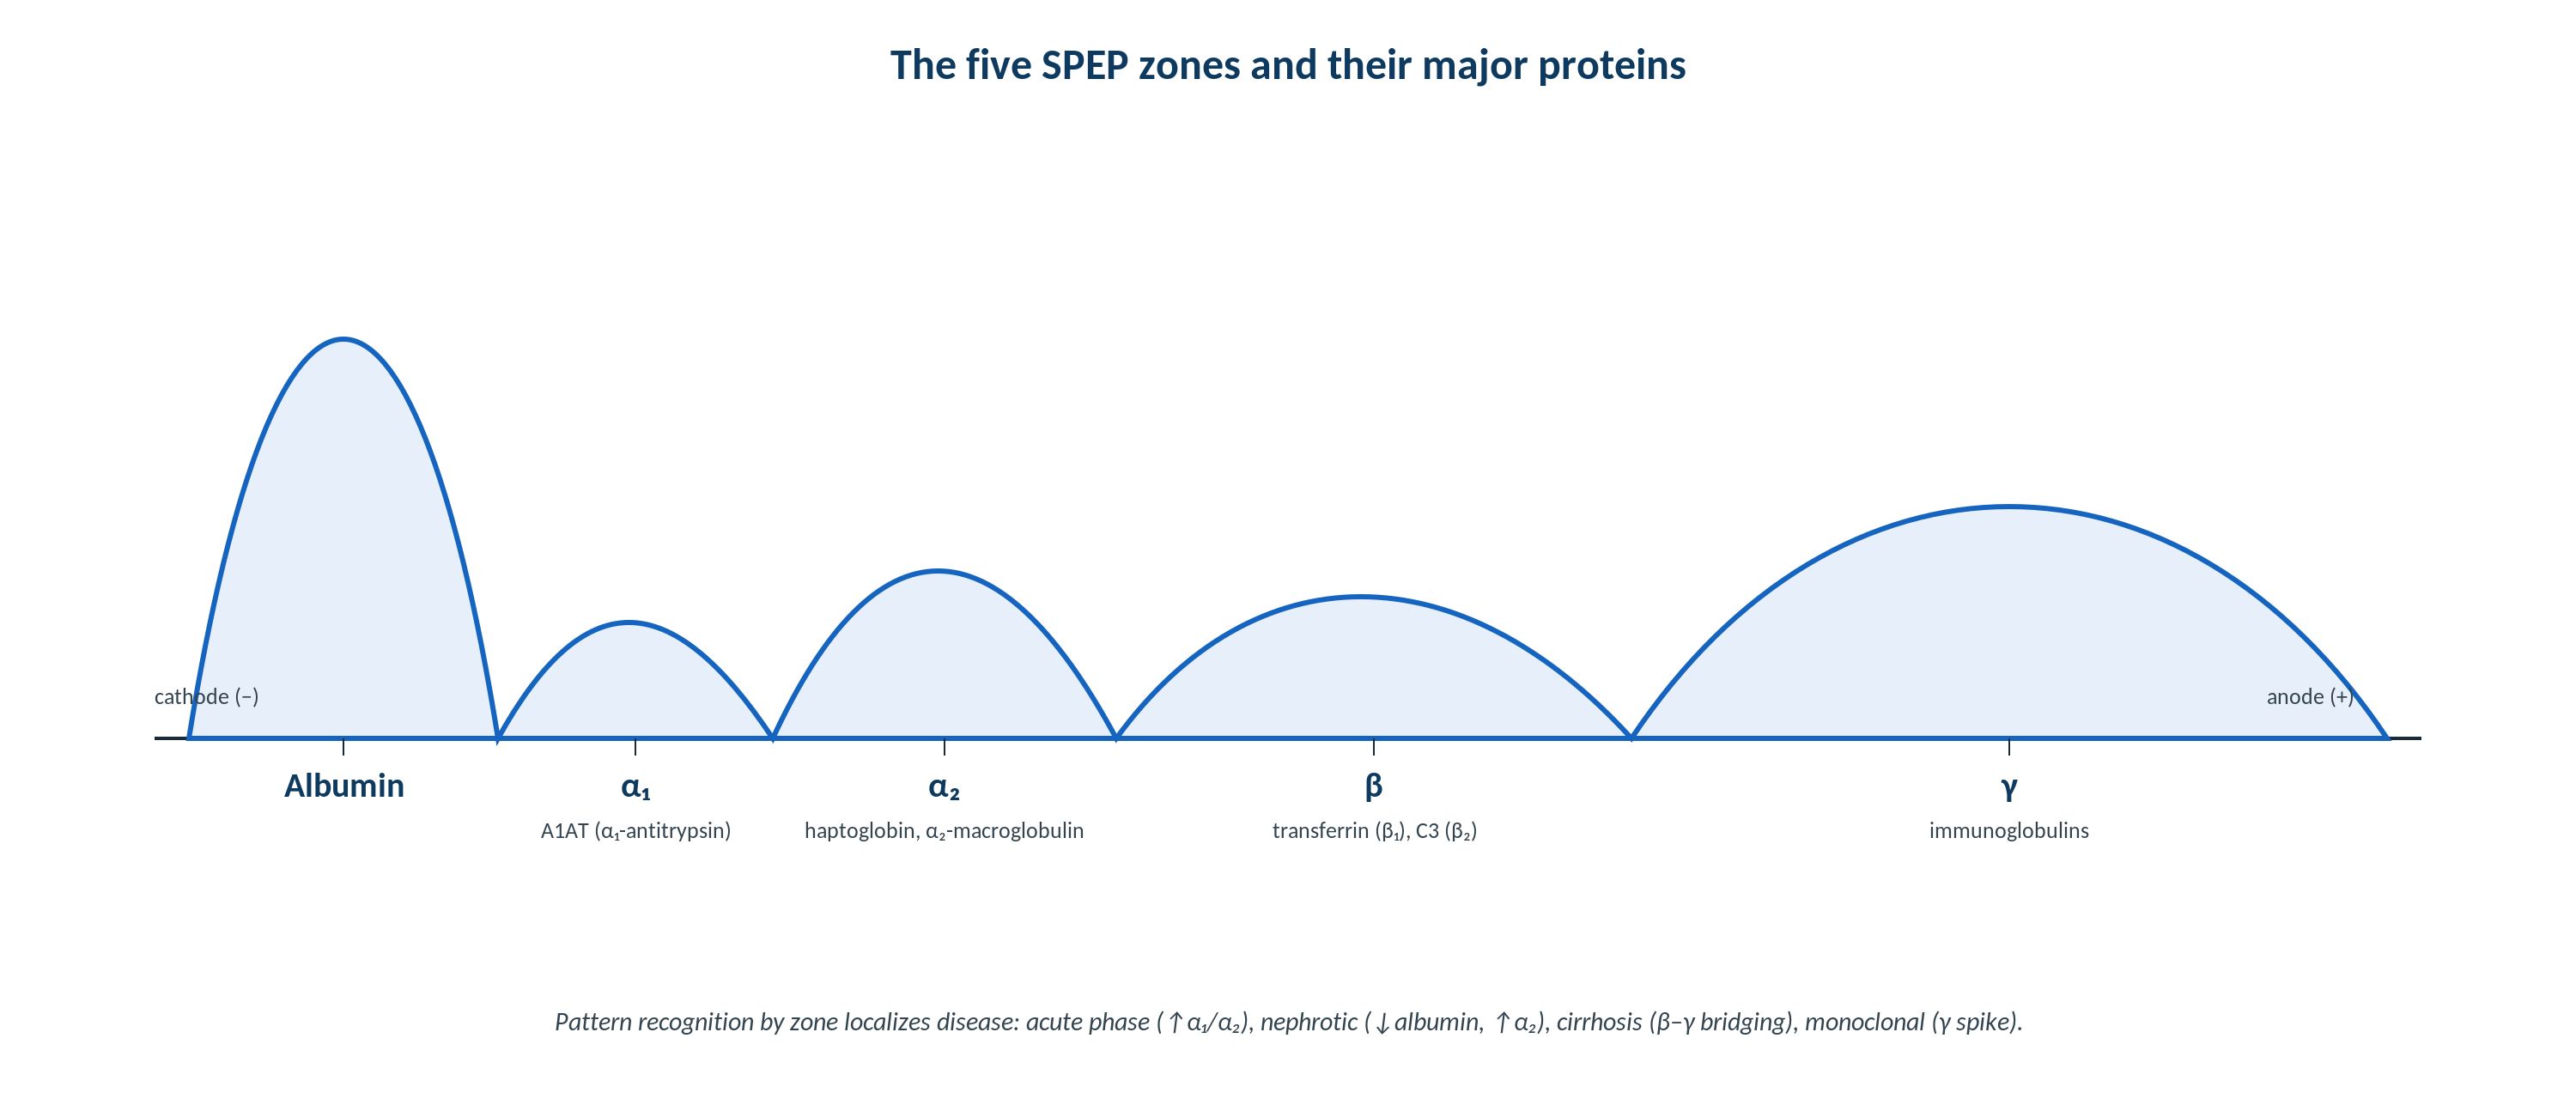 The five SPEP zones and their major proteins
cathode (−)
anode (+)
Albumin
α₁
α₂
β
γ
A1AT (α₁-antitrypsin)
haptoglobin, α₂-macroglobulin
transferrin (β₁), C3 (β₂)
immunoglobulins
Pattern recognition by zone localizes disease: acute phase (↑α₁/α₂), nephrotic (↓albumin, ↑α₂), cirrhosis (β–γ bridging), monoclonal (γ spike).